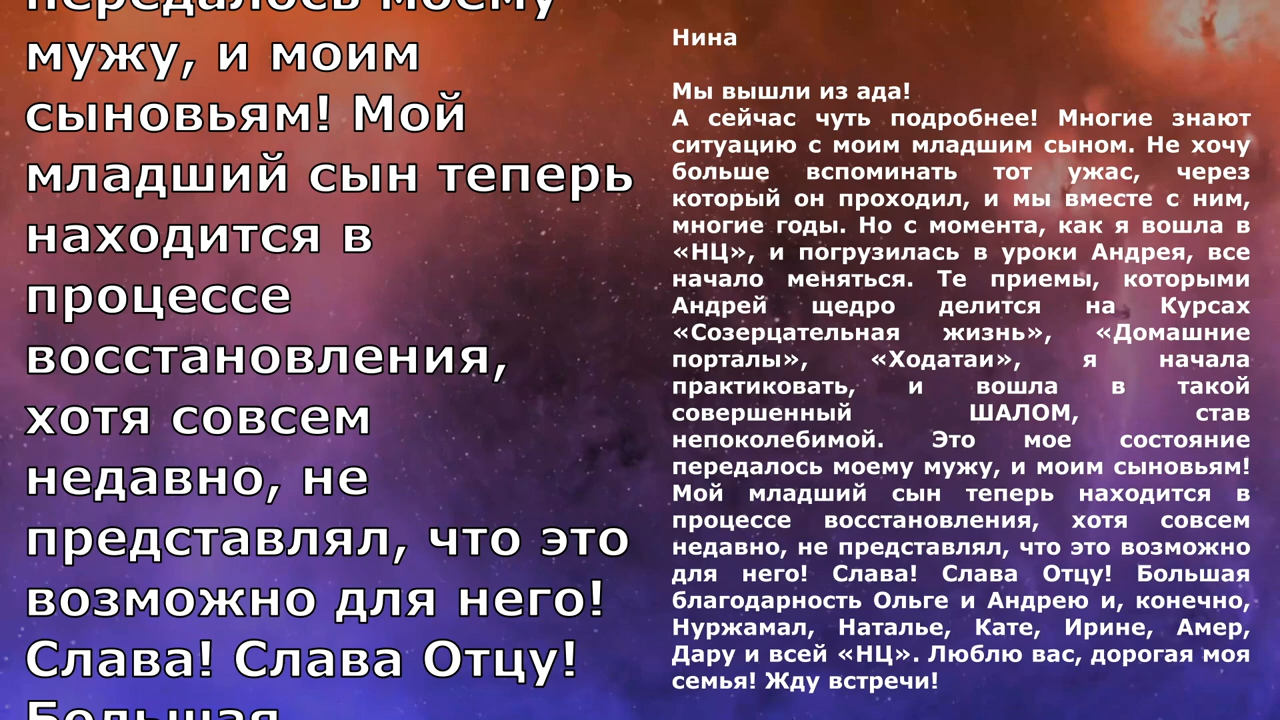 передалось моему
мужу, и моим
сыновьям! Мой
младший сын теперь
находится в
процессе
восстановления,
хотя совсем
недавно, не
представлял, что это
возможно для него!
Слава! Слава Отцу!
Большая
Нина
Мы вышли из ада!
А сейчас чуть подробнее! Многие знают
ситуацию с моим младшим сыном. Не хочу
больше вспоминать тот ужас, через
который он проходил, и мы вместе с ним,
многие годы. Но с момента, как я вошла в
«НЦ», и погрузилась в уроки Андрея, все
начало меняться. Те приемы, которыми
Андрей щедро делится на Курсах
«Созерцательная жизнь», «Домашние
порталы», «Ходатаи», я начала
практиковать, и вошла в такой
совершенный ШАЛОМ, став
непоколебимой. Это мое состояние
передалось моему мужу, и моим сыновьям!
Мой младший сын теперь находится в
процессе восстановления, хотя совсем
недавно, не представлял, что это возможно
для него! Слава! Слава Отцу! Большая
благодарность Ольге и Андрею и, конечно,
Нуржамал, Наталье, Кате, Ирине, Амер,
Дару и всей «НЦ». Люблю вас, дорогая моя
семья! Жду встречи!